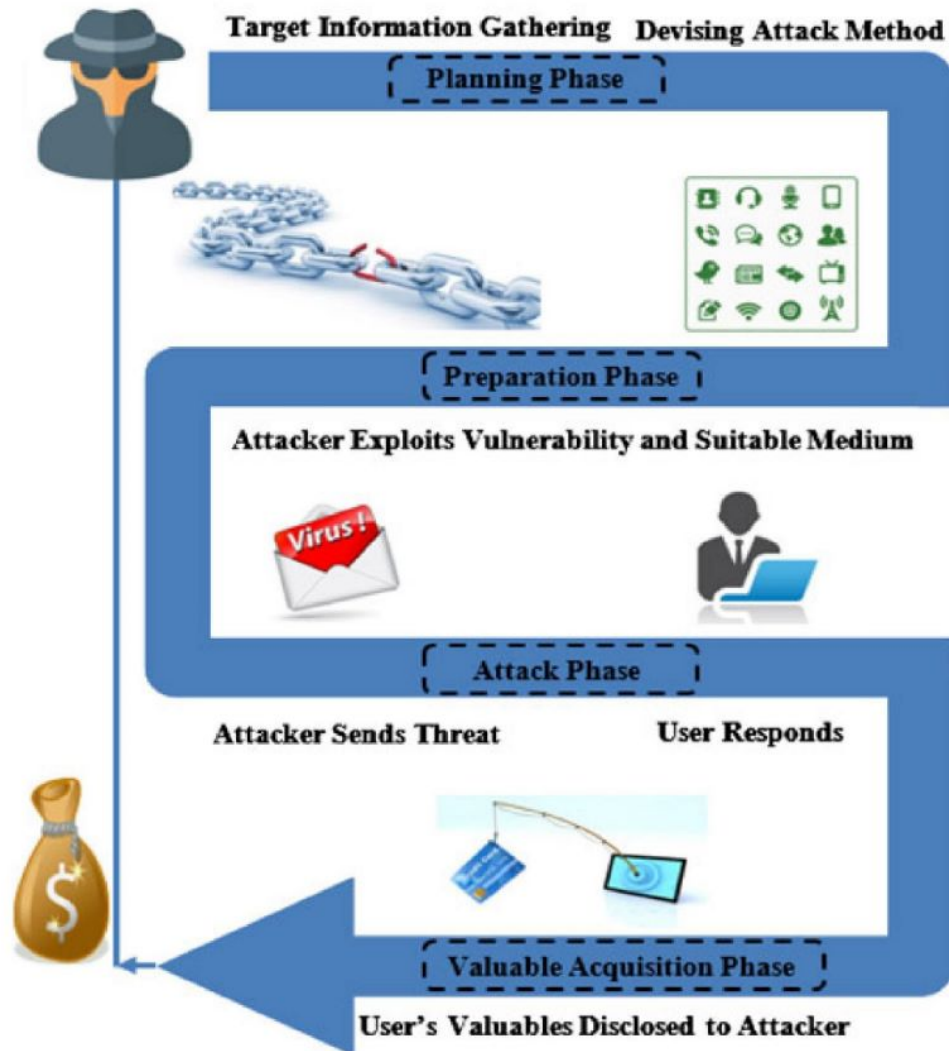 Target Information Gathering
Devising Attack Method
Planning Phase
Preparation Phase
Attacker Exploits Vulnerability and Suitable Medium
Virus !
Attack Phase
Attacker Sends Threat
User Responds
$
Valuable Acquisition Phase
User's Valuables Disclosed to Attacker